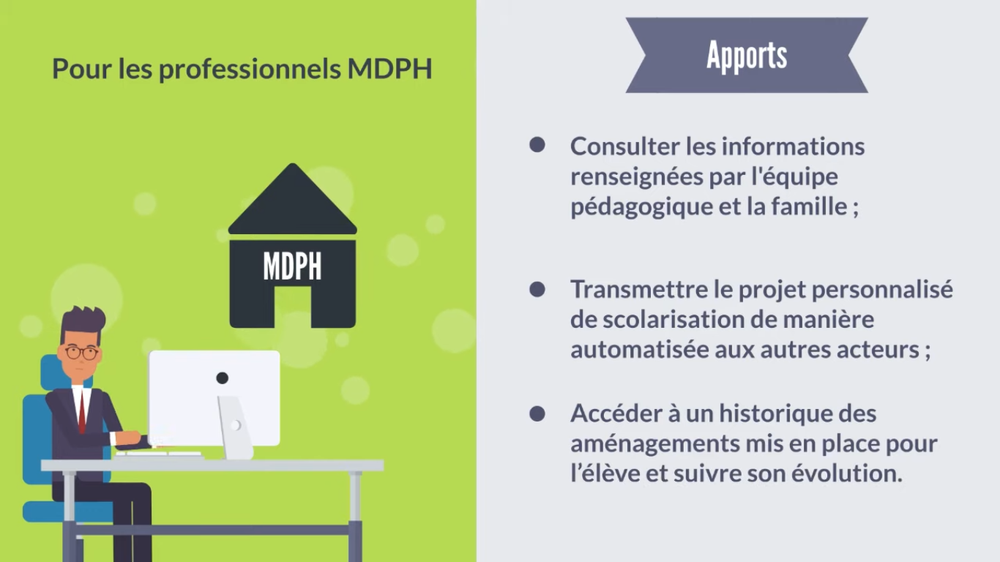 Pour les professionnels MDPH
MDPH
Apports
Consulter les informations
renseignées par l'équipe
pédagogique et la famille ;
Transmettre le projet personnalisé
de scolarisation de manière
automatisée aux autres acteurs ;
Accéder à un historique des
aménagements mis en place pour
l’élève et suivre son évolution.